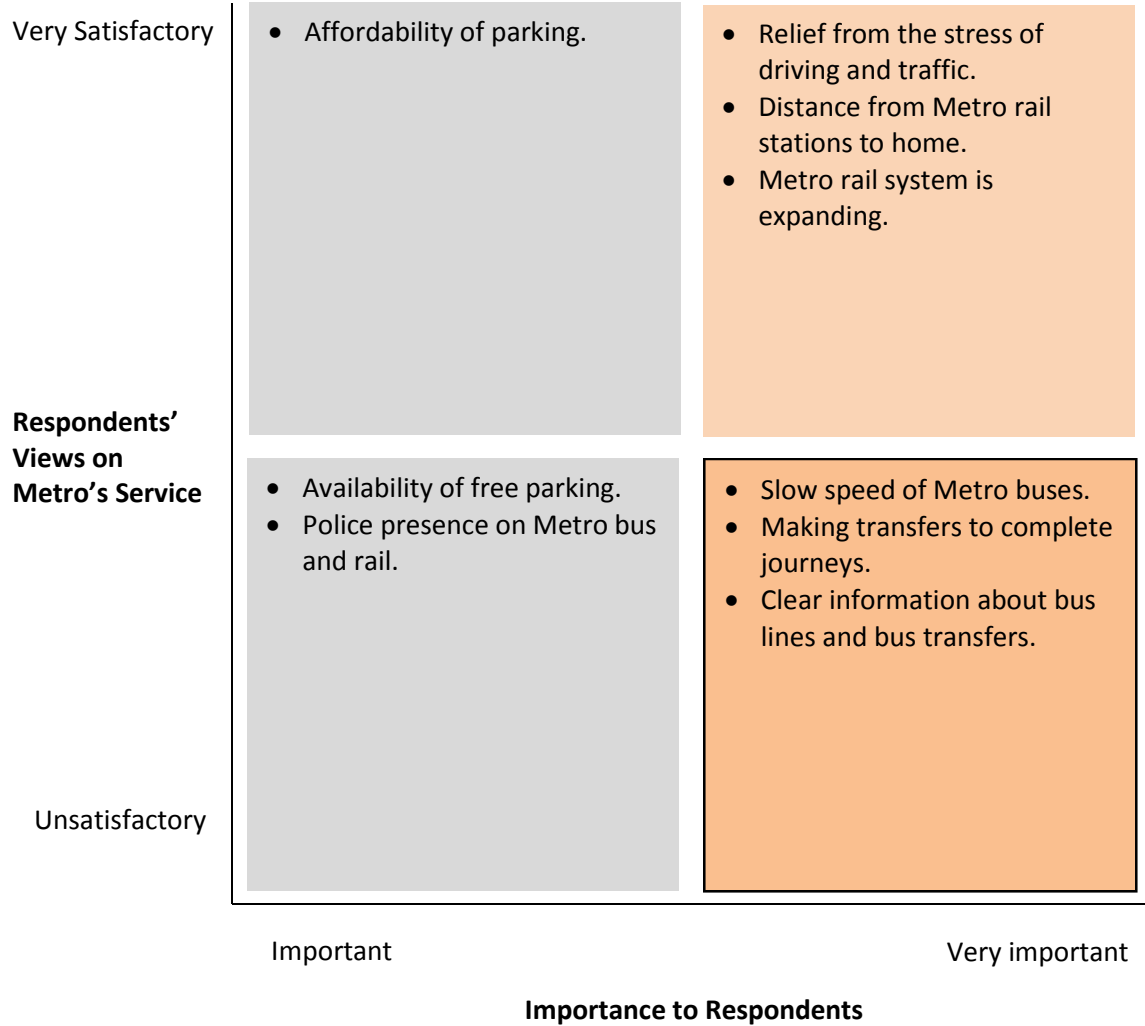 Very Satisfactory
• Affordability of parking.
• Relief from the stress of
driving and traffic.
• Distance from Metro rail
stations to home.
• Metro rail system is
expanding.
Respondents’
Views on
Metro’s Service
• Availability of free parking.
• Police presence on Metro bus
and rail.
• Slow speed of Metro buses.
• Making transfers to complete
journeys.
• Clear information about bus
lines and bus transfers.
Unsatisfactory
Important
Very important
Importance to Respondents